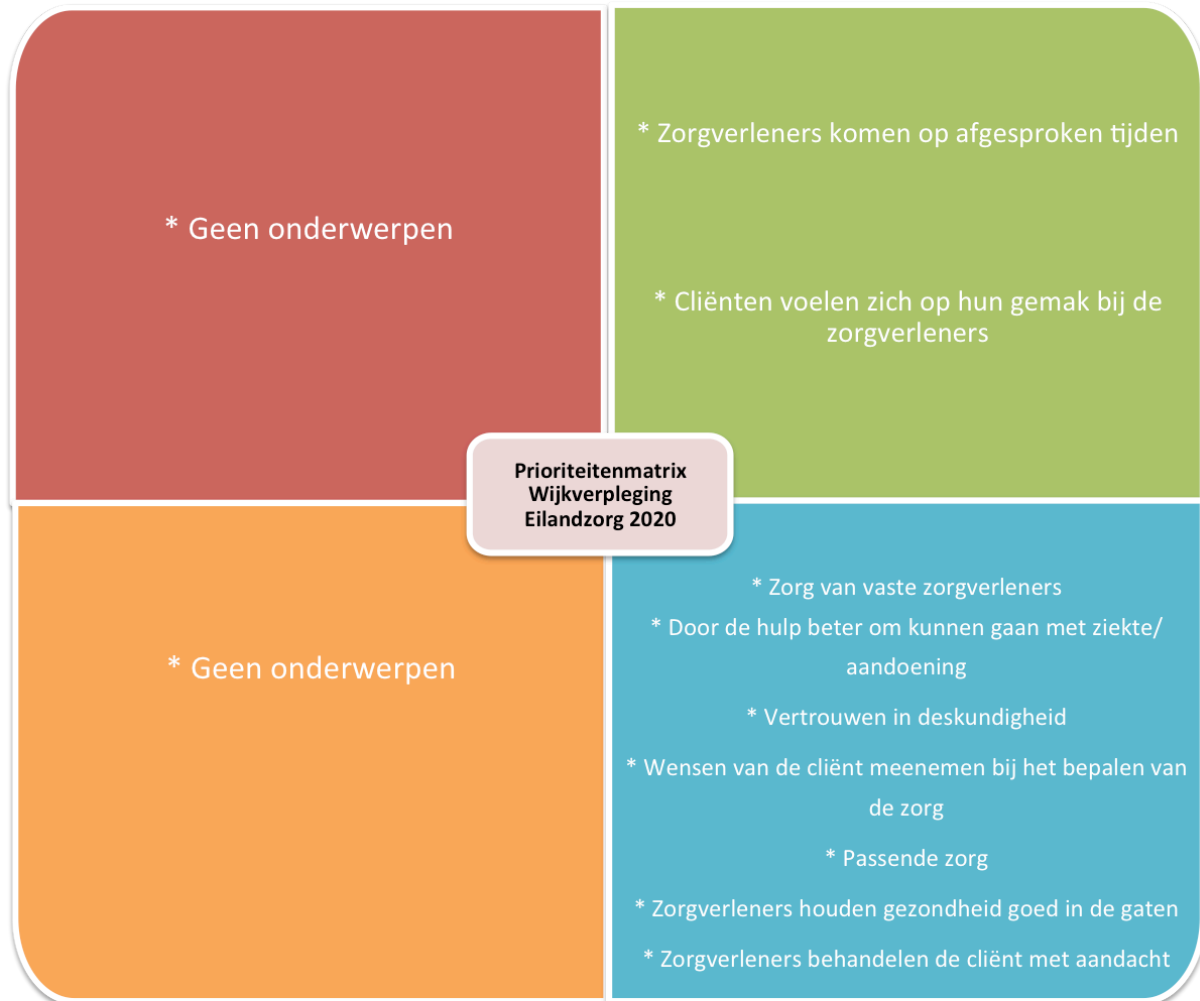 * Geen onderwerpen
* Zorgverleners komen op afgesproken tijden
* Cliënten voelen zich op hun gemak bij de
zorgverleners
Prioriteitenmatrix
Wijkverpleging
Eilandzorg 2020
* Geen onderwerpen
* Zorg van vaste zorgverleners
* Door de hulp beter om kunnen gaan met ziekte/
aandoening
* Vertrouwen in deskundigheid
* Wensen van de cliënt meenemen bij het bepalen van
de zorg
* Passende zorg
* Zorgverleners houden gezondheid goed in de gaten
* Zorgverleners behandelen de cliënt met aandacht